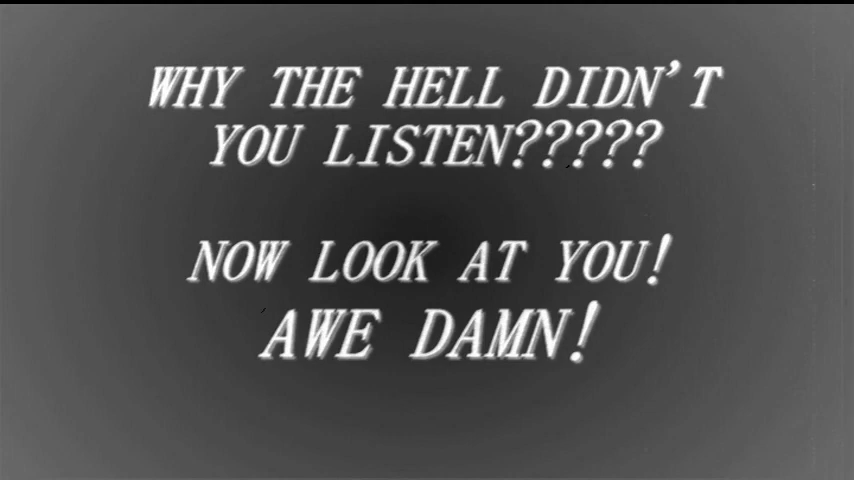 WHY THE HELL DIDN'T
YOU LISTEN?????
NOW LOOK AT YOU!
AWE DAMN!